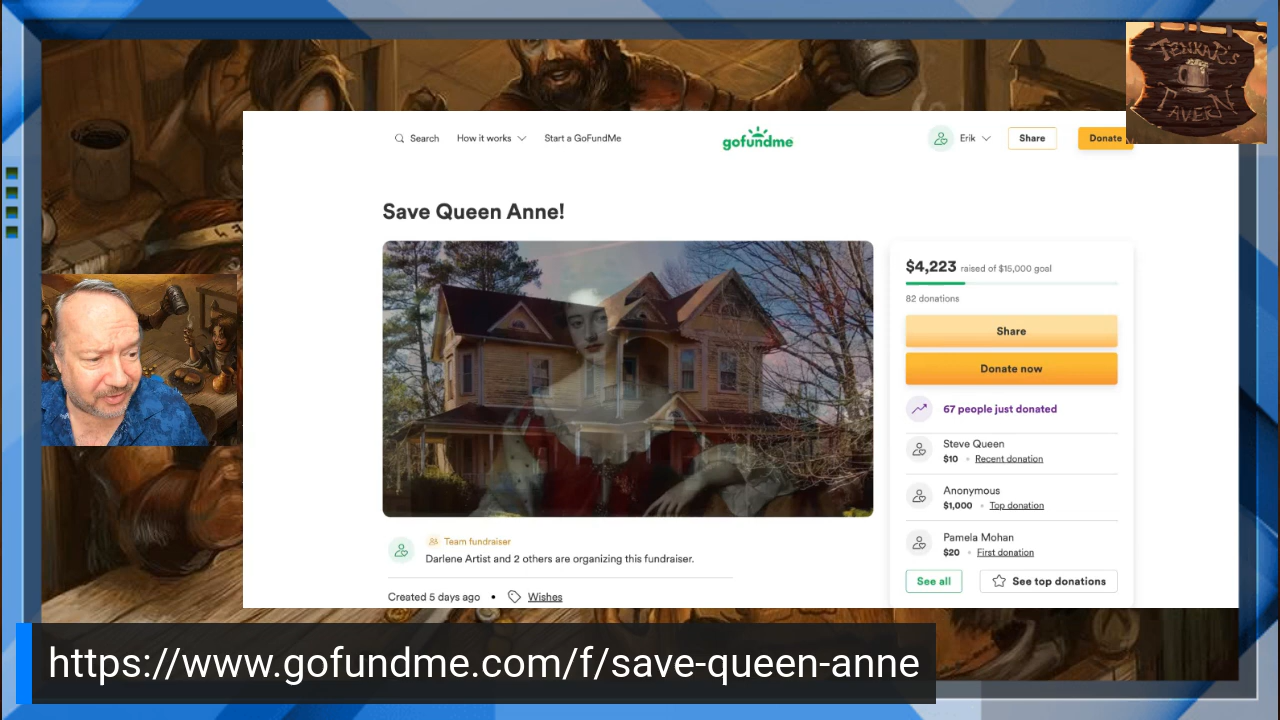 TENKAR'S
TAVERN
Search
How it works
Start a GoFundMe
gofundme
Erik
Share
Donate
Save Queen Anne!
$4,223 raised of $15,000 goal
82 donations
Share
Donate now
67 people just donated
Steve Queen
$10 • Recent donation
Anonymous
$1,000 • Top donation
Pamela Mohan
$20 • First donation
See all
See top donations
Team fundraiser
Darlene Artist and 2 others are organizing this fundraiser.
Created 5 days ago • Wishes
https://www.gofundme.com/f/save-queen-anne